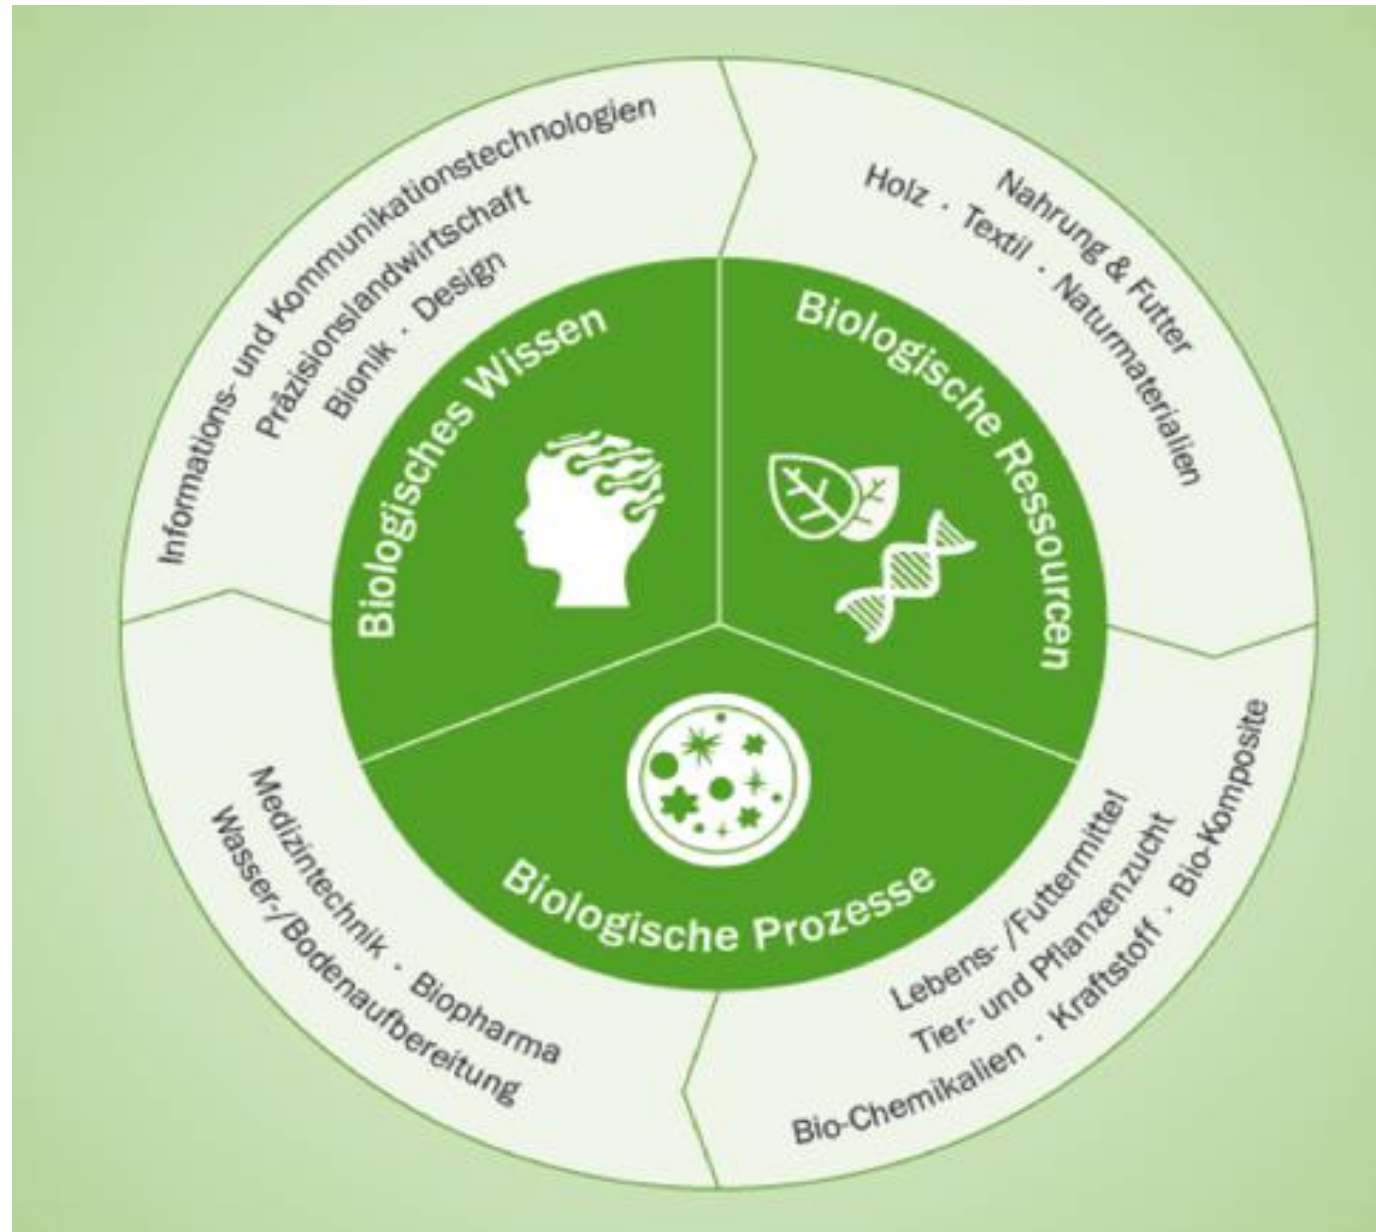 Informations- und Kommunikationstechnologien
Präzisionslandwirtschaft
Bionik · Design
Nahrung & Futter
Holz · Textil · Naturmaterialien
Biologisches Wissen
Biologische Ressourcen
Biologische Prozesse
Medizintechnik · Biopharma
Wasser-/Bodenaufbereitung
Lebens- /Futtermittel
Tier- und Pflanzenzucht
Bio-Chemikalien · Kraftstoff · Bio-Komposite